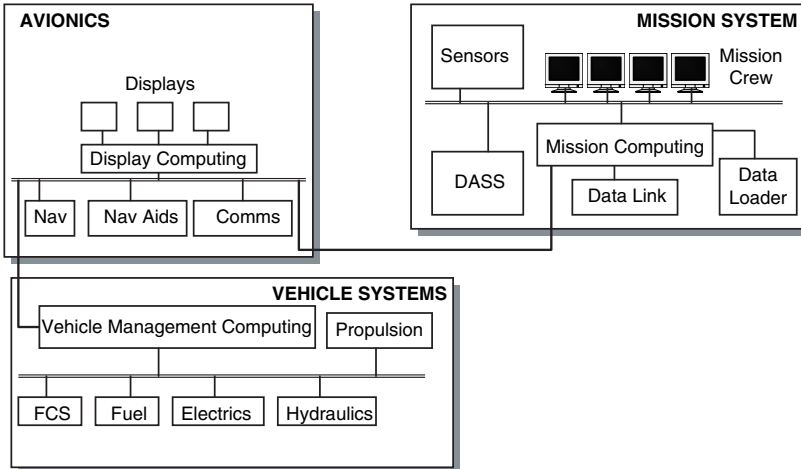 AVIONICS
Displays
Display Computing
Nav
Nav Aids
Comms
MISSION SYSTEM
Sensors
Mission
Crew
Mission Computing
DASS
Data Link
Data
Loader
VEHICLE SYSTEMS
Vehicle Management Computing
Propulsion
FCS
Fuel
Electrics
Hydraulics